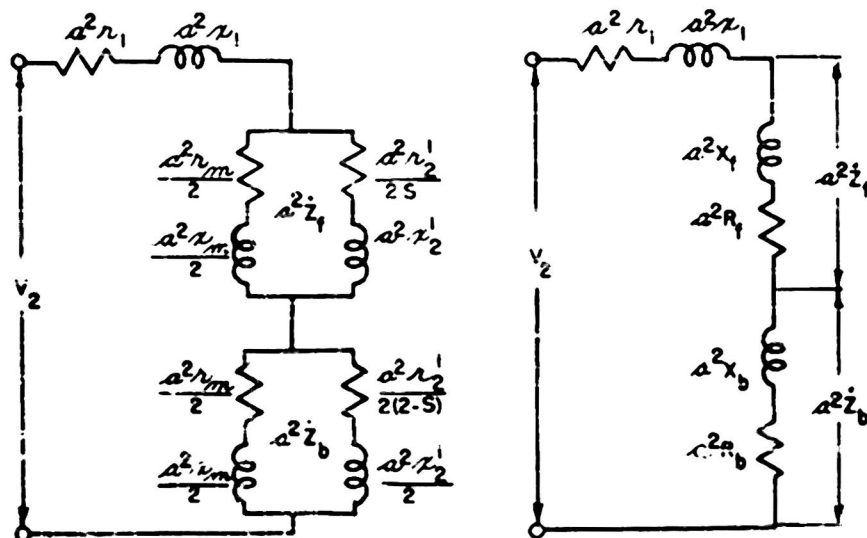 a²r₁ a²x₁
a²r_m/2 a²r₂'/2S
a²Ż_f
a²x_m/2 a²x₂'
V₂
a²r_m/2 a²r₂'/2(2-S)
a²Ż_b
a²x_m/2 a²x₂'/2
a²r₁ a²x₁
a²X_f
a²Ż_f
a²R_f
V₂
a²X_b
a²Ż_b
a²R_b